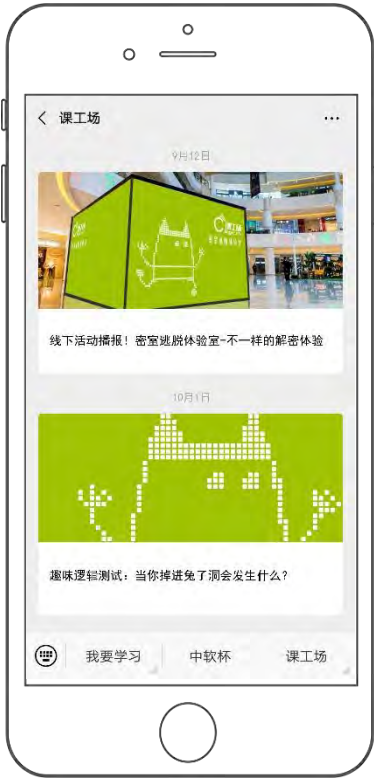 课工场
9月12日
课工场
线下活动播报！密室逃脱体验室-不一样的解密体验
10月1日
趣味逻辑测试：当你掉进兔子洞会发生什么?
我要学习
中软杯
课工场